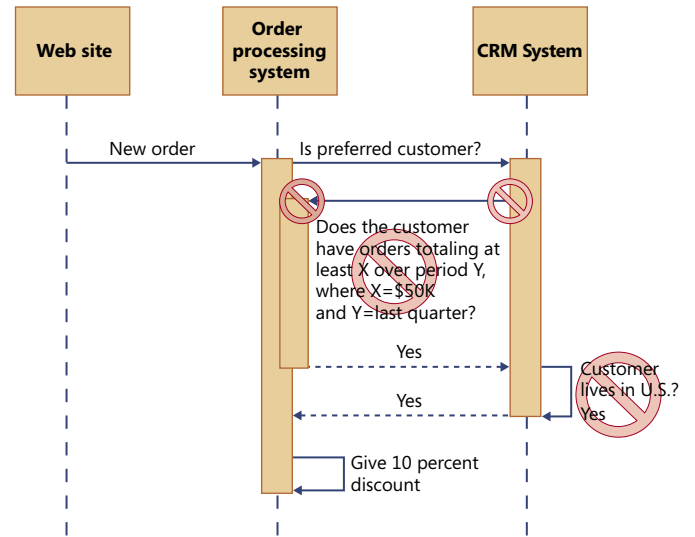 Web site
Order
processing
system
CRM System
New order
Is preferred customer?
Does the customer
have orders totaling at
least X over period Y,
where X=$50K
and Y=last quarter?
Yes
Customer
lives in U.S.?
Yes
Yes
Give 10 percent
discount